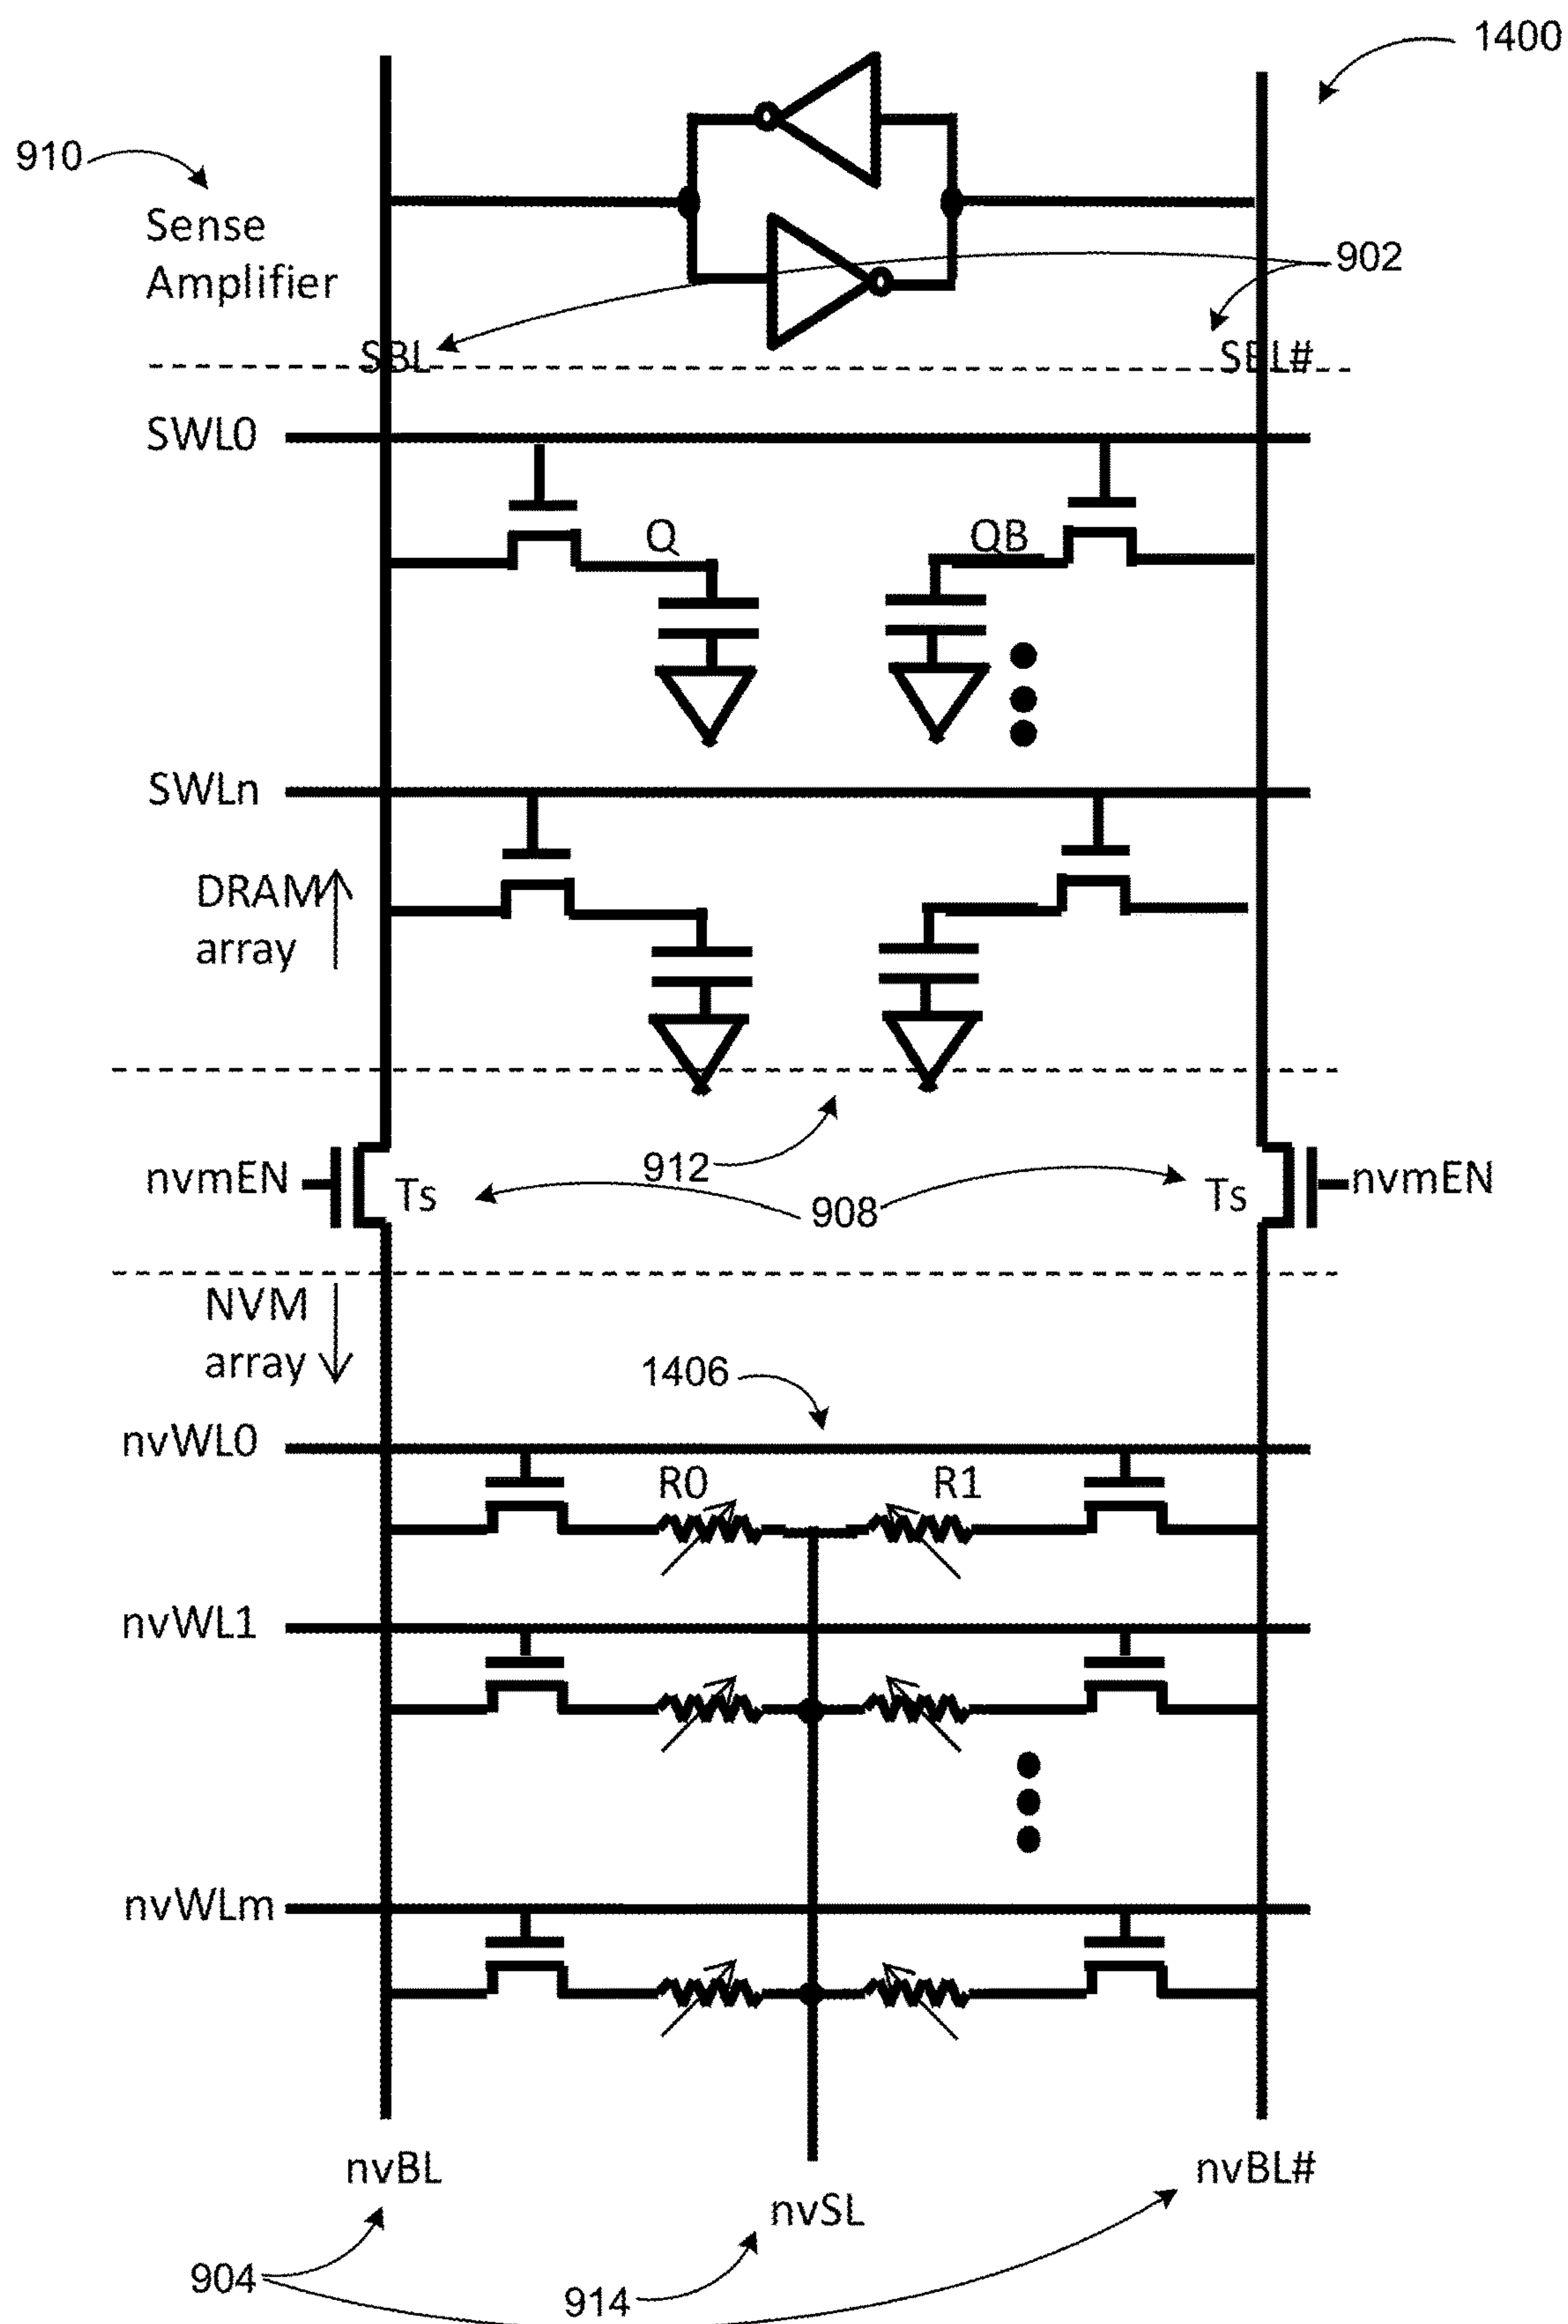 1400
910
Sense
Amplifier
902
SBL
SBL#
SWL0
Q
QB
SWLn
DRAM
array
912
nvmEN
Ts
908
Ts
nvmEN
NVM
array
1406
nvWL0
R0
R1
nvWL1
nvWLm
nvBL
nvSL
nvBL#
904
914